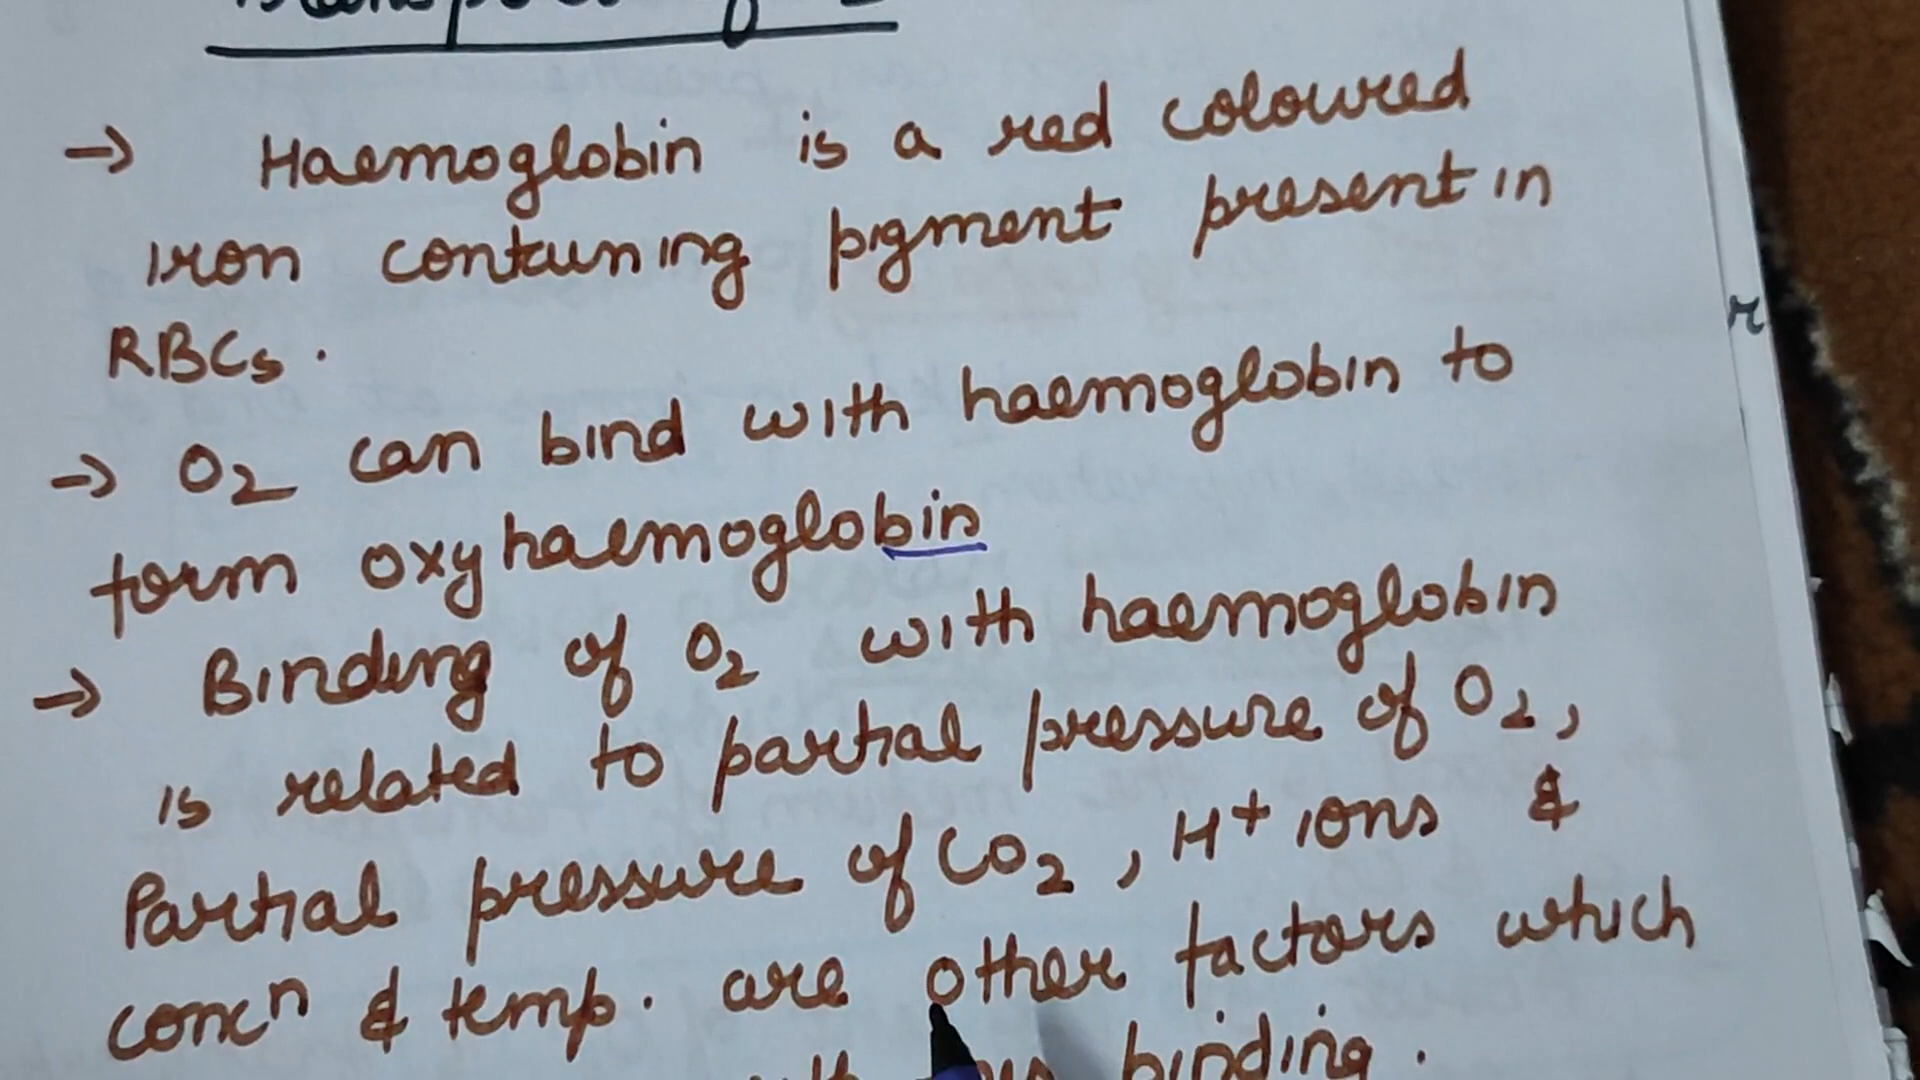 → Haemoglobin is a red coloured
Iron containing pigment present in
RBCs.
→ O2 can bind with haemoglobin to
form oxyhaemoglobin
→ Binding of O2 with haemoglobin
is related to partial pressure of O2,
Partial pressure of CO2, H+ ions &
concn & temp. are other factors which
binding.